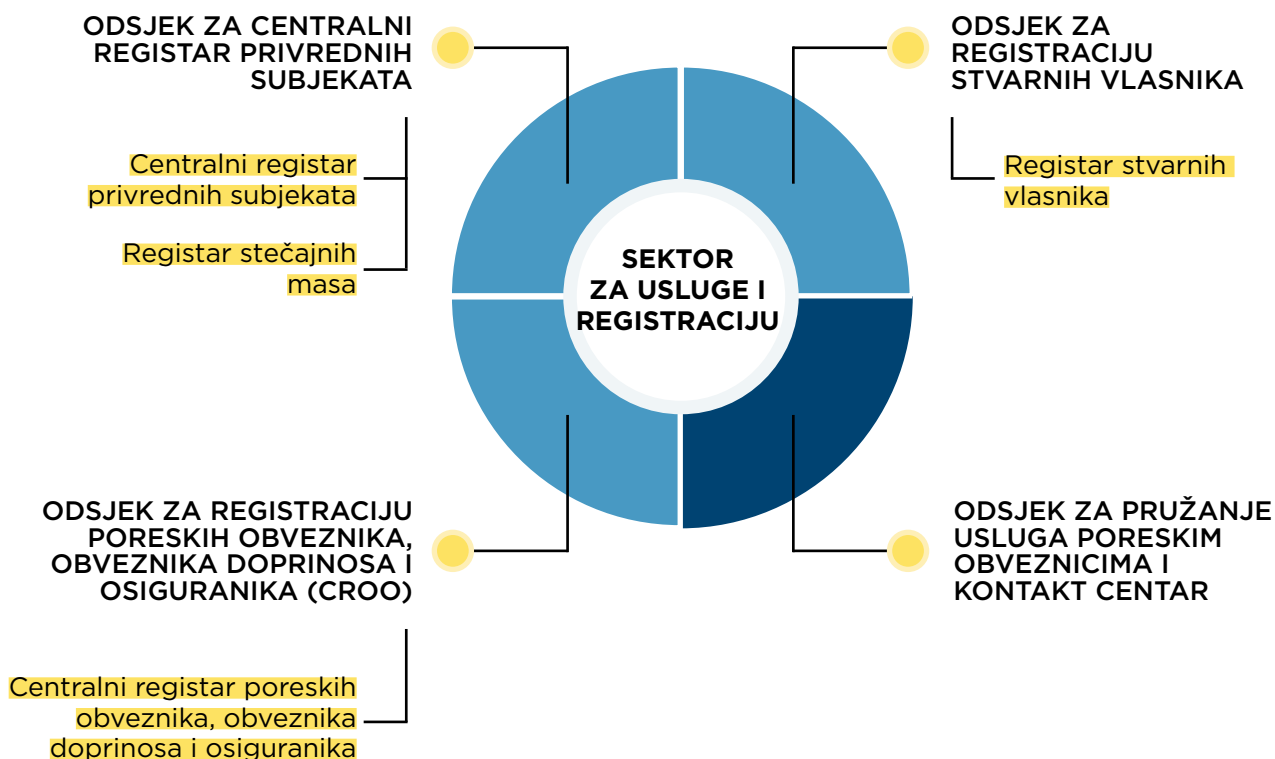 ODSJEK ZA CENTRALNI
REGISTAR PRIVREDNIH
SUBJEKATA
Centralni registar
privrednih subjekata
Registar stečajnih
masa
ODSJEK ZA
REGISTRACIJU
STVARNIH VLASNIKA
Registar stvarnih
vlasnika
SEKTOR
ZA USLUGE I
REGISTRACIJU
ODSJEK ZA REGISTRACIJU
PORESKIH OBVEZNIKA,
OBVEZNIKA DOPRINOSA I
OSIGURANIKA (CROO)
Centralni registar poreskih
obveznika, obveznika
doprinosa i osiguranika
ODSJEK ZA PRUŽANJE
USLUGA PORESKIM
OBVEZNICIMA I
KONTAKT CENTAR